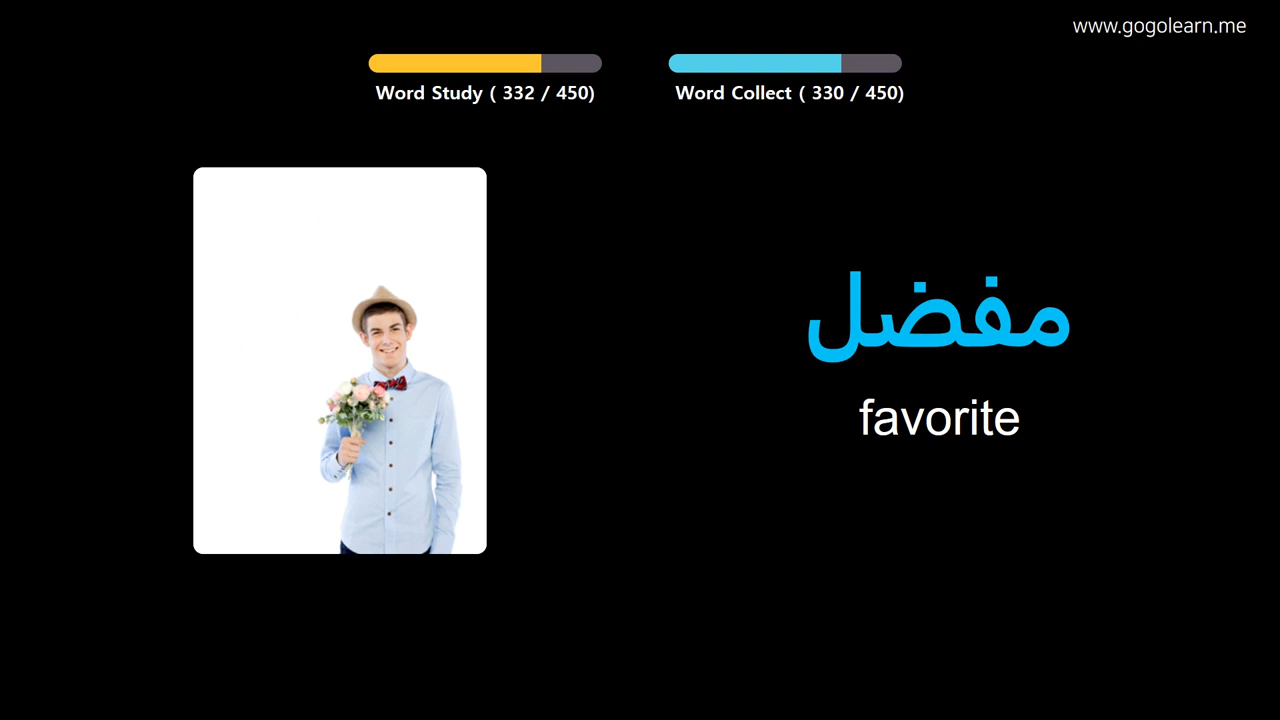 www.gogolearn.me
Word Study ( 332 / 450)
Word Collect ( 330 / 450)
مفضل
favorite